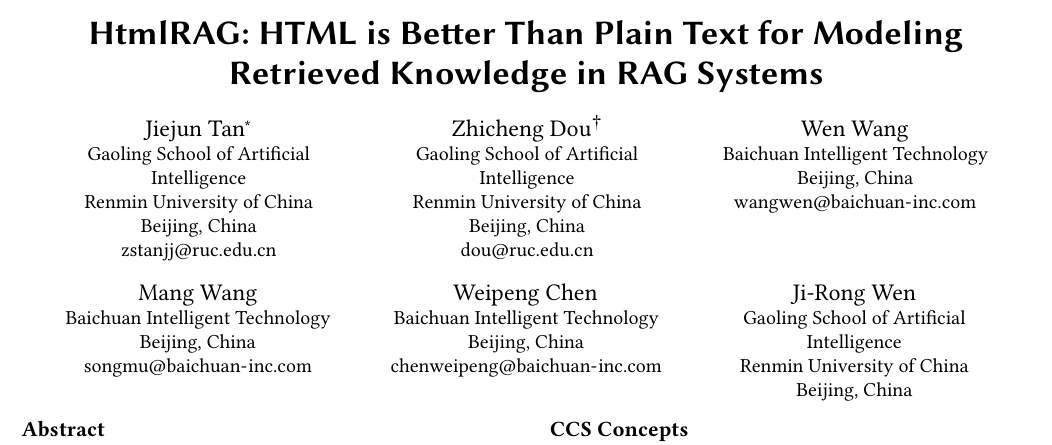 HtmlRAG: HTML is Better Than Plain Text for Modeling
Retrieved Knowledge in RAG Systems
Jiejun Tan*
Gaoling School of Artificial
Intelligence
Renmin University of China
Beijing, China
zstanjj@ruc.edu.cn
Zhicheng Dou†
Gaoling School of Artificial
Intelligence
Renmin University of China
Beijing, China
dou@ruc.edu.cn
Wen Wang
Baichuan Intelligent Technology
Beijing, China
wangwen@baichuan-inc.com
Mang Wang
Baichuan Intelligent Technology
Beijing, China
songmu@baichuan-inc.com
Weipeng Chen
Baichuan Intelligent Technology
Beijing, China
chenweipeng@baichuan-inc.com
Ji-Rong Wen
Gaoling School of Artificial
Intelligence
Renmin University of China
Beijing, China
Abstract
CCS Concepts